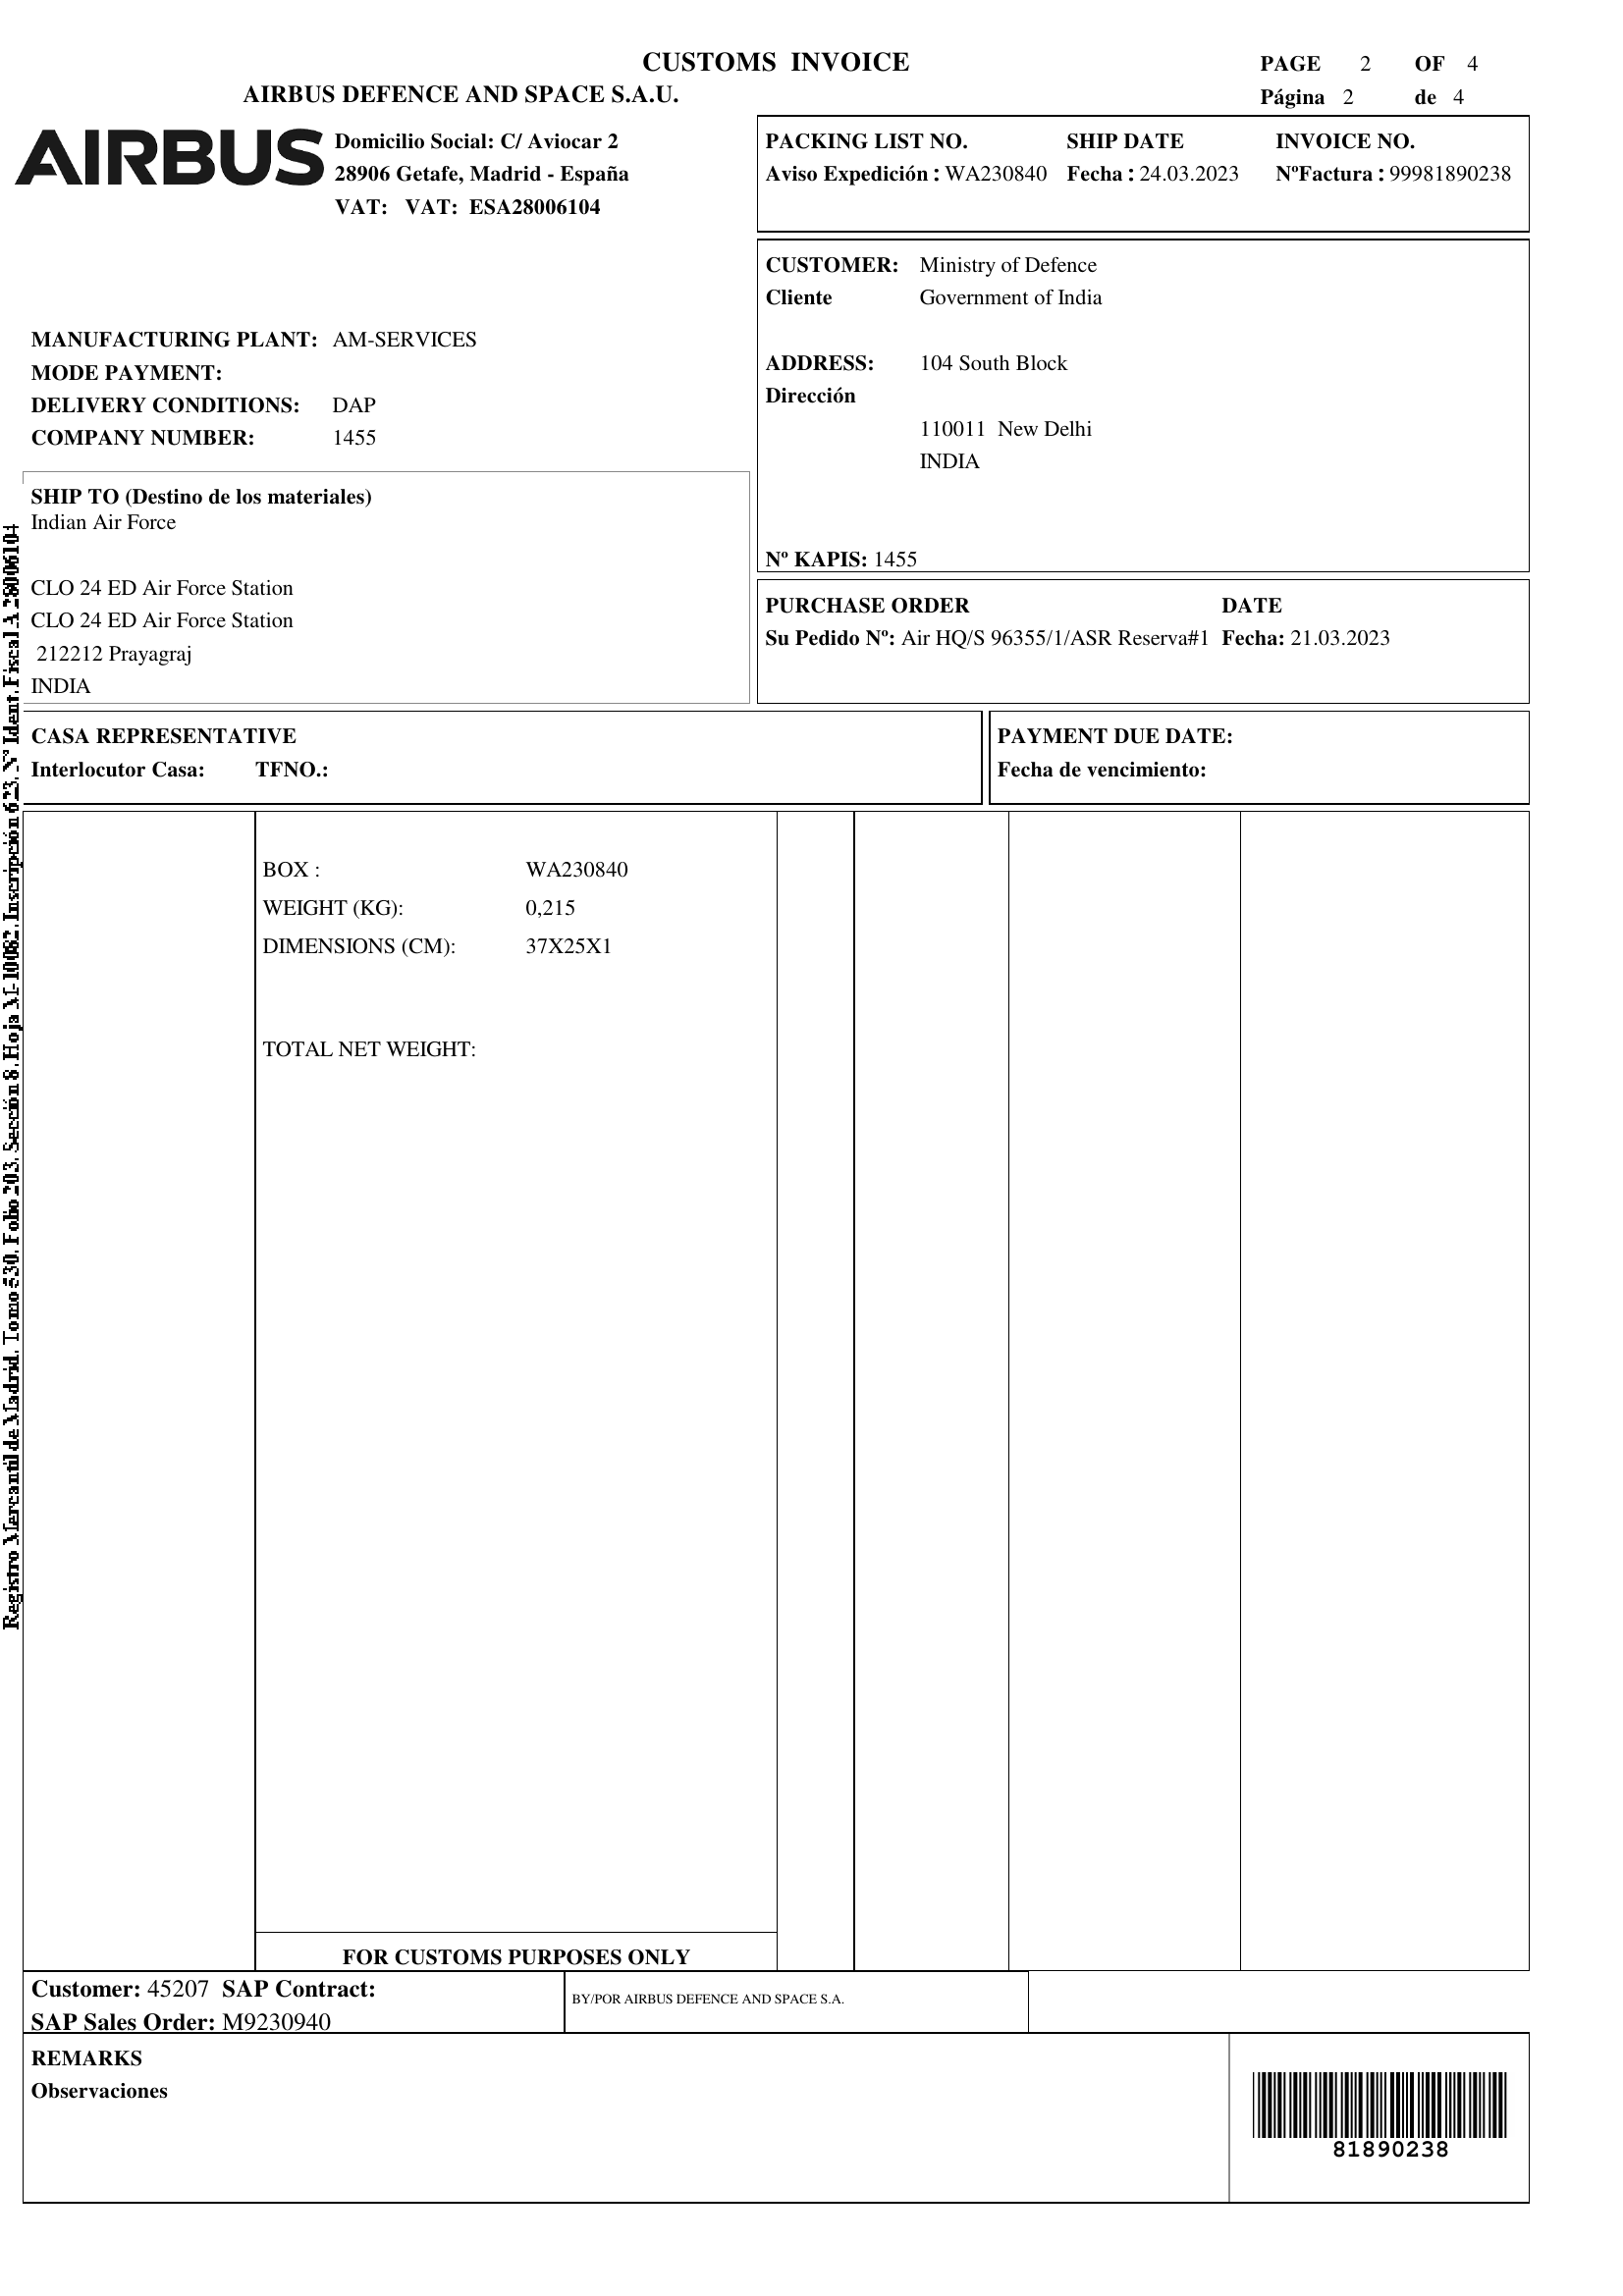 CUSTOMS INVOICE
PAGE 2 OF 4
AIRBUS DEFENCE AND SPACE S.A.U.
Página 2 de 4
AIRBUS
Domicilio Social: C/ Aviocar 2
28906 Getafe, Madrid - España
VAT: VAT: ESA28006104
PACKING LIST NO. SHIP DATE INVOICE NO.
Aviso Expedición : WA230840 Fecha : 24.03.2023 NºFactura : 99981890238
CUSTOMER: Ministry of Defence
Cliente Government of India
ADDRESS: 104 South Block
Dirección
110011 New Delhi
INDIA
Nº KAPIS: 1455
MANUFACTURING PLANT: AM-SERVICES
MODE PAYMENT:
DELIVERY CONDITIONS: DAP
COMPANY NUMBER: 1455
SHIP TO (Destino de los materiales)
Indian Air Force
CLO 24 ED Air Force Station
CLO 24 ED Air Force Station
212212 Prayagraj
INDIA
PURCHASE ORDER DATE
Su Pedido Nº: Air HQ/S 96355/1/ASR Reserva#1 Fecha: 21.03.2023
CASA REPRESENTATIVE
Interlocutor Casa: TFNO.:
PAYMENT DUE DATE:
Fecha de vencimiento:
Registro Mercantil de Madrid, Tomo 530, Folio 203, Sección 8, Hoja M-10082, Inscripción 623, Nº Ident. Fiscal A 28006104
BOX : WA230840
WEIGHT (KG): 0,215
DIMENSIONS (CM): 37X25X1
TOTAL NET WEIGHT:
FOR CUSTOMS PURPOSES ONLY
Customer: 45207 SAP Contract:
SAP Sales Order: M9230940
BY/POR AIRBUS DEFENCE AND SPACE S.A.
REMARKS
Observaciones
81890238